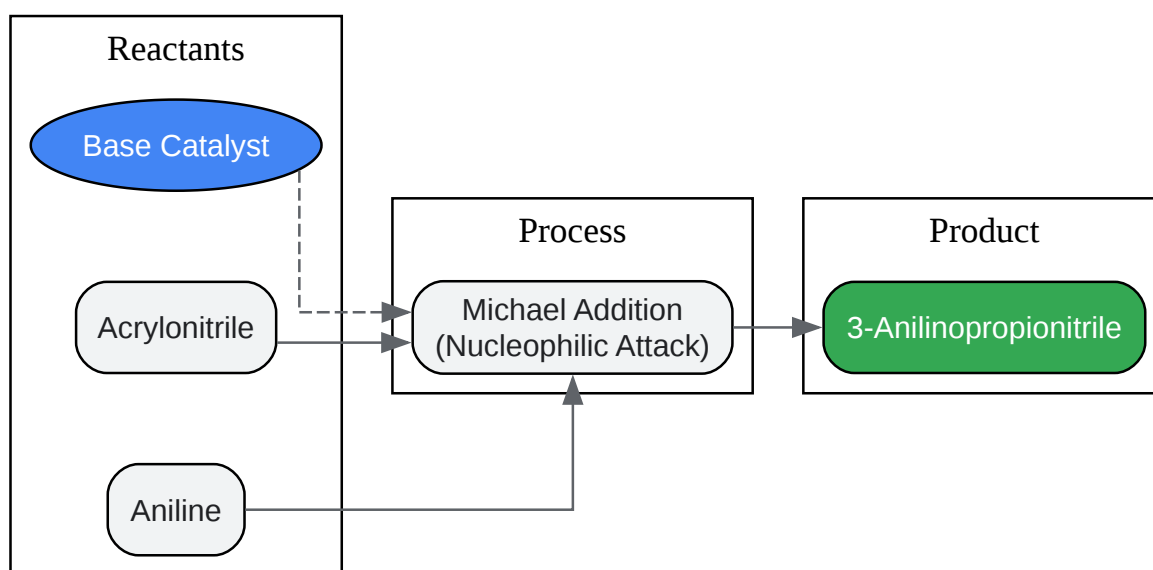 Reactants
Base Catalyst
Acrylonitrile
Aniline
Process
Michael Addition
(Nucleophilic Attack)
Product
3-Anilinopropionitrile